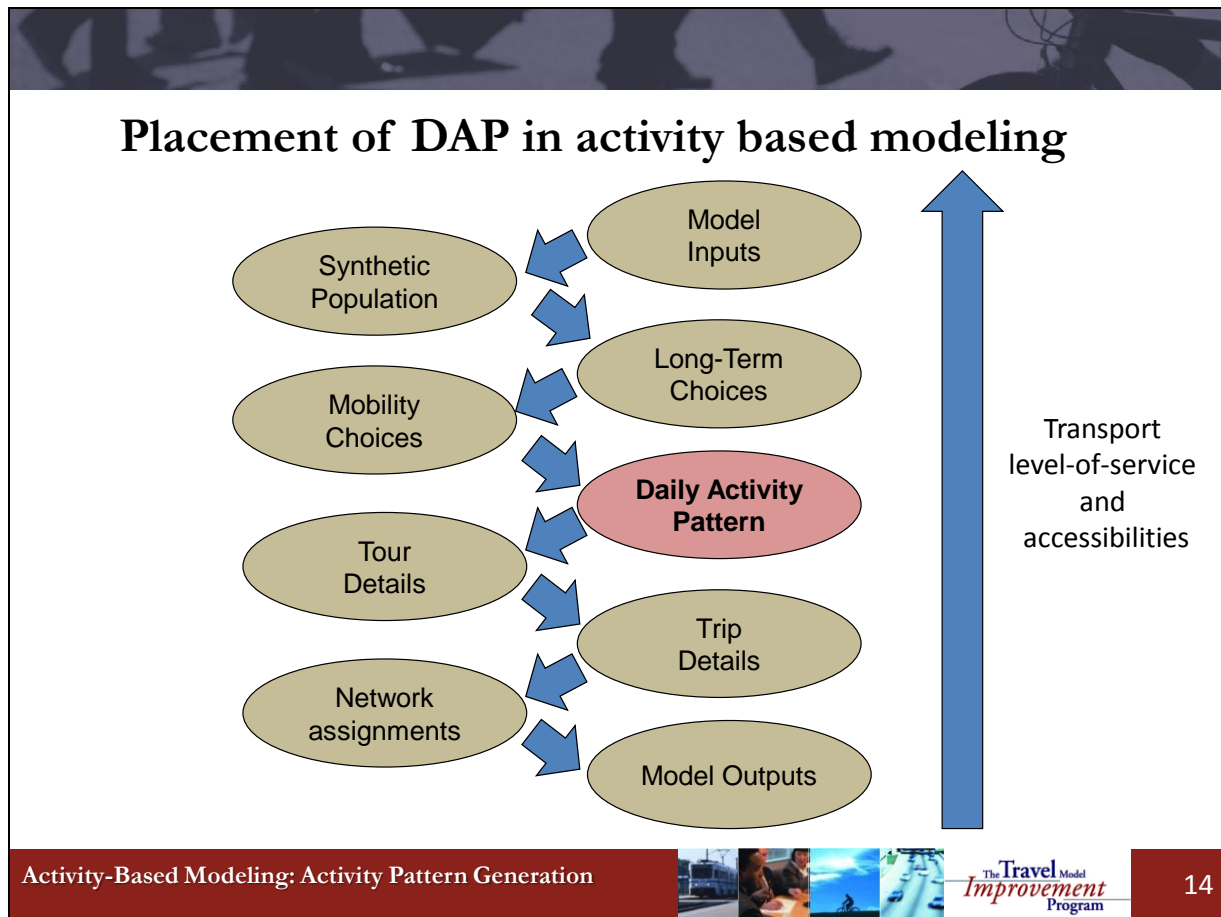 Placement of DAP in activity based modeling
Model
Inputs
Synthetic
Population
Long-Term
Choices
Mobility
Choices
Daily Activity
Pattern
Tour
Details
Trip
Details
Network
assignments
Model Outputs
Transport
level-of-service
and
accessibilities
Activity-Based Modeling: Activity Pattern Generation
The Travel Model
Improvement
Program
14